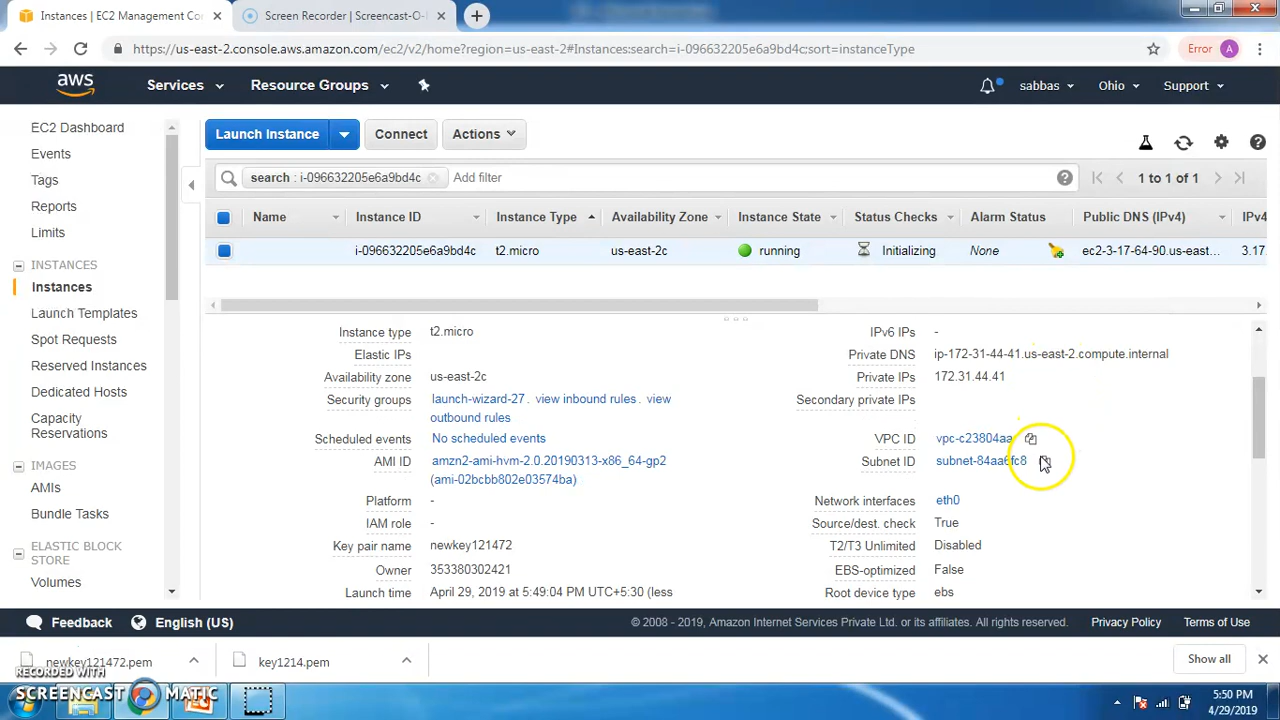 Instances | EC2 Management Co
Screen Recorder | Screencast-O-
https://us-east-2.console.aws.amazon.com/ec2/v2/home?region=us-east-2#Instances:search=i-096632205e6a9bd4c;sort=instanceType
Error A
aws Services Resource Groups sabbas Ohio Support
EC2 Dashboard
Events
Tags
Reports
Limits
INSTANCES
Instances
Launch Templates
Spot Requests
Reserved Instances
Dedicated Hosts
Capacity
Reservations
IMAGES
AMIs
Bundle Tasks
ELASTIC BLOCK
STORE
Volumes
Launch Instance Connect Actions
search : i-096632205e6a9bd4c Add filter 1 to 1 of 1
Name Instance ID Instance Type Availability Zone Instance State Status Checks Alarm Status Public DNS (IPv4) IPv4
i-096632205e6a9bd4c t2.micro us-east-2c running Initializing None ec2-3-17-64-90.us-east... 3.17.
Instance type t2.micro
Elastic IPs
Availability zone us-east-2c
Security groups launch-wizard-27 . view inbound rules . view
outbound rules
Scheduled events No scheduled events
AMI ID amzn2-ami-hvm-2.0.20190313-x86_64-gp2
(ami-02bcbb802e03574ba)
Platform -
IAM role -
Key pair name newkey121472
Owner 353380302421
Launch time April 29, 2019 at 5:49:04 PM UTC+5:30 (less
IPv6 IPs -
Private DNS ip-172-31-44-41.us-east-2.compute.internal
Private IPs 172.31.44.41
Secondary private IPs
VPC ID vpc-c23804aa
Subnet ID subnet-84aa6fc8
Network interfaces eth0
Source/dest. check True
T2/T3 Unlimited Disabled
EBS-optimized False
Root device type ebs
Feedback English (US) © 2008 - 2019, Amazon Internet Services Private Ltd. or its affiliates. All rights reserved. Privacy Policy Terms of Use
newkey121472.pem key1214.pem Show all
RECORDED WITH
SCREENCAST MATIC
5:50 PM
4/29/2019